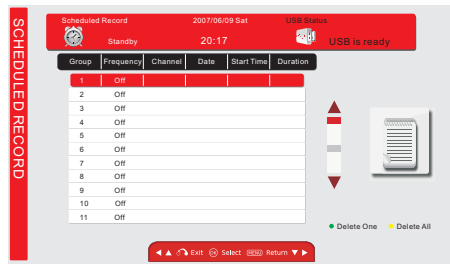 SCHEDULED RECORD
Scheduled Record 2007/06/09 Sat USB Status
Standby 20:17 USB is ready
Group Frequency Channel Date Start Time Duration
1 Off
2 Off
3 Off
4 Off
5 Off
6 Off
7 Off
8 Off
9 Off
10 Off
11 Off
Delete One Delete All
Exit OK Select MENU Return